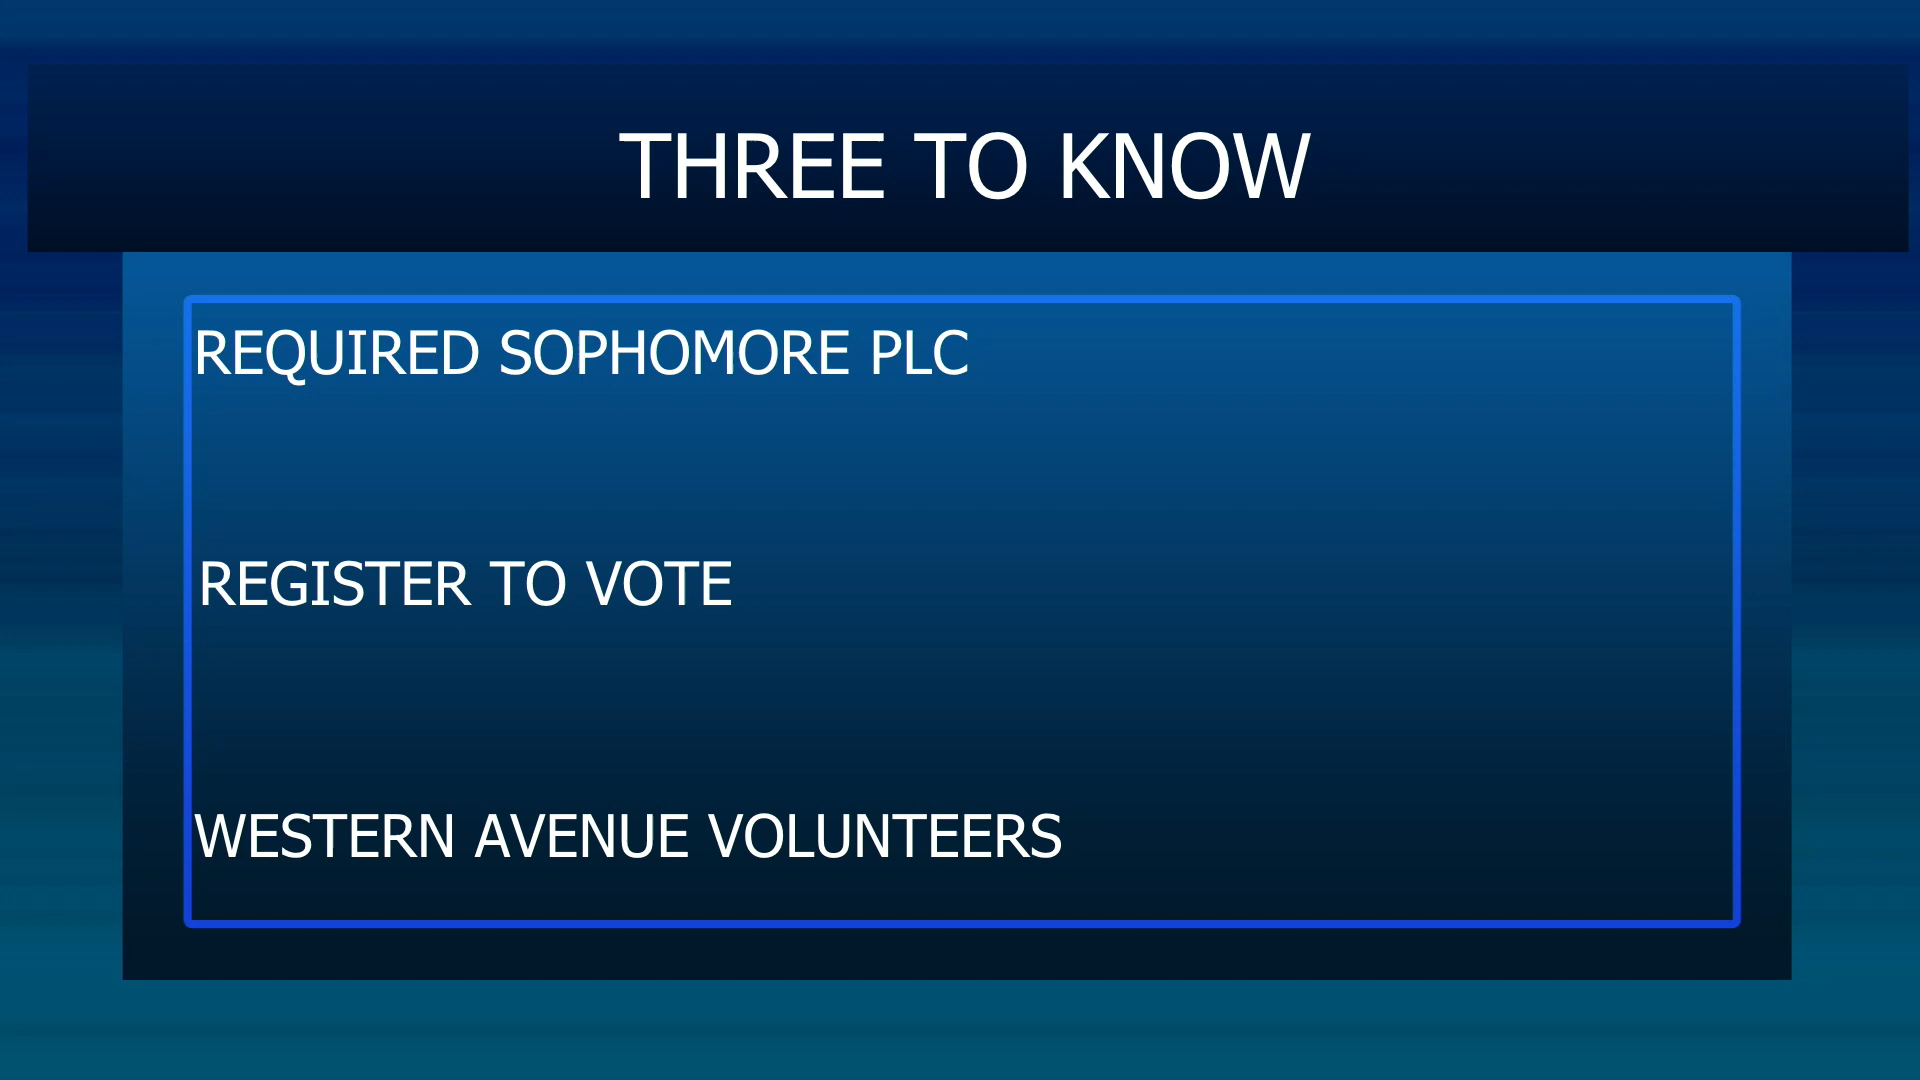 THREE TO KNOW
REQUIRED SOPHOMORE PLC
REGISTER TO VOTE
WESTERN AVENUE VOLUNTEERS